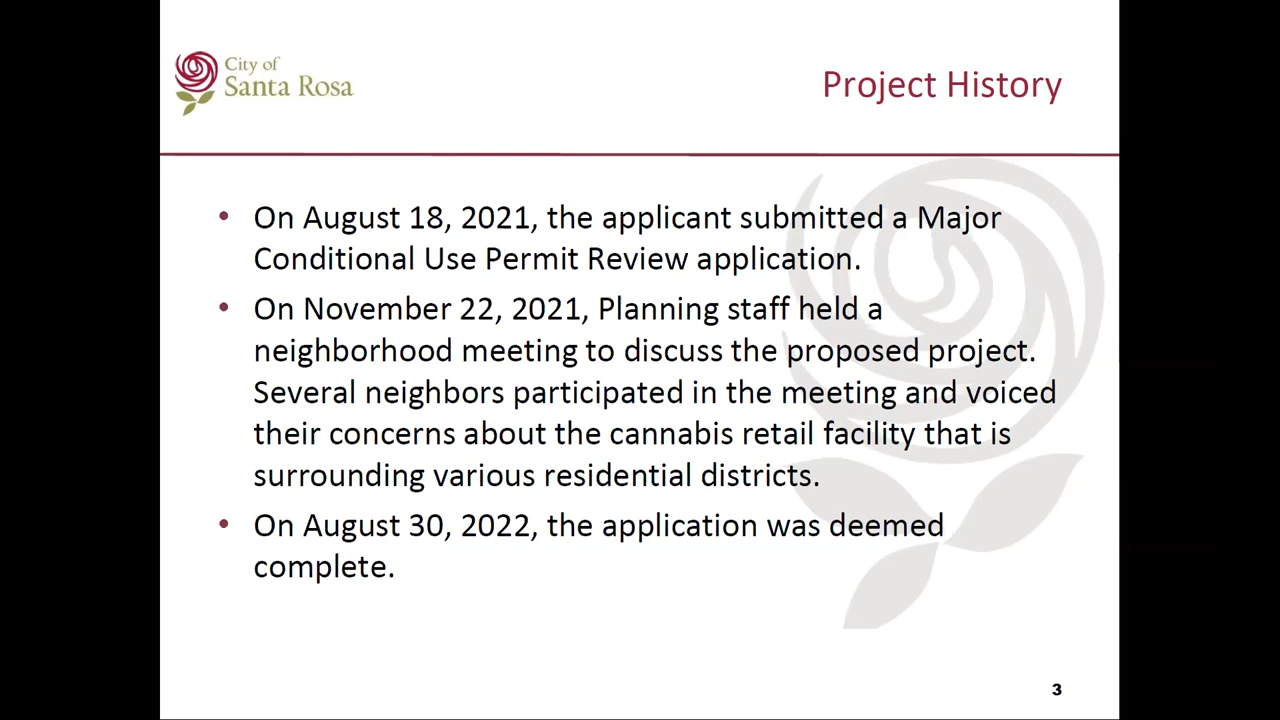 City of
Santa Rosa
Project History
• On August 18, 2021, the applicant submitted a Major
Conditional Use Permit Review application.
• On November 22, 2021, Planning staff held a
neighborhood meeting to discuss the proposed project.
Several neighbors participated in the meeting and voiced
their concerns about the cannabis retail facility that is
surrounding various residential districts.
• On August 30, 2022, the application was deemed
complete.
3